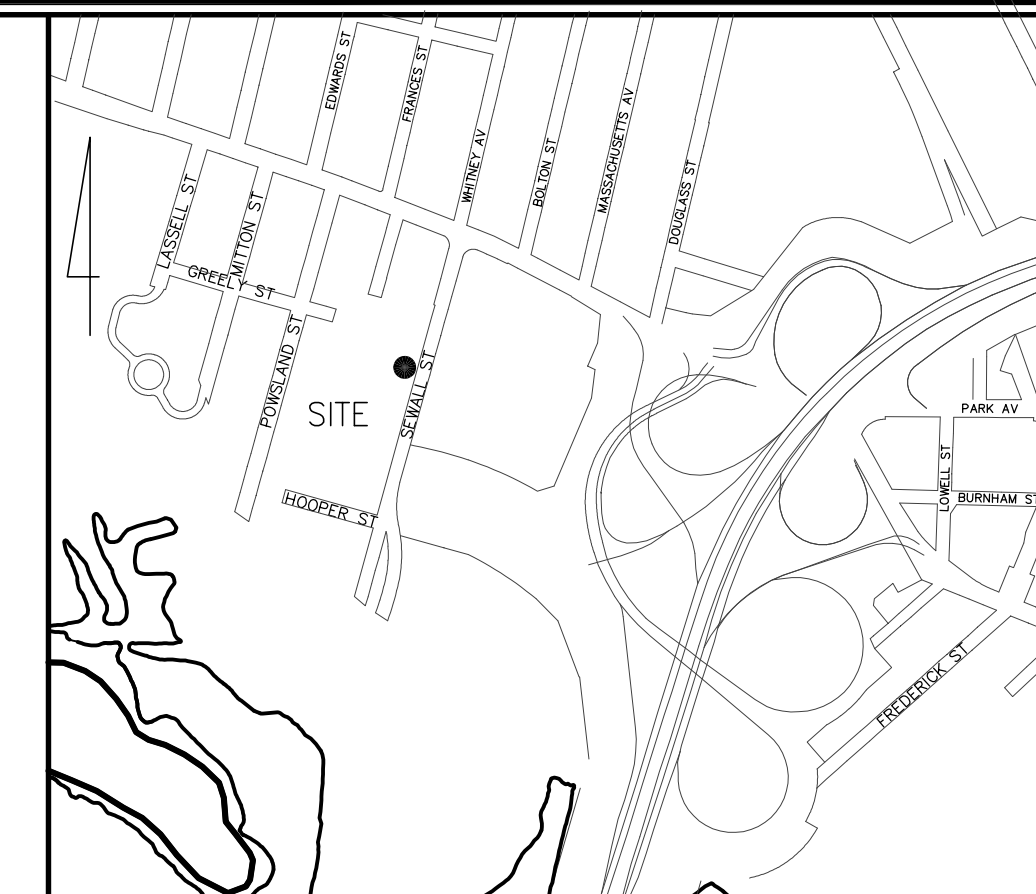 EDWARDS ST
FRANCES ST
WHITNEY AV
BOLTON ST
MASSACHUSETTS AV
DOUGLASS ST
LASSELL ST
MITTON ST
GREELY ST
POWSLAND ST
SEWALL ST
SITE
HOOPER ST
PARK AV
LOWELL ST
BURNHAM ST
FREDERICK ST